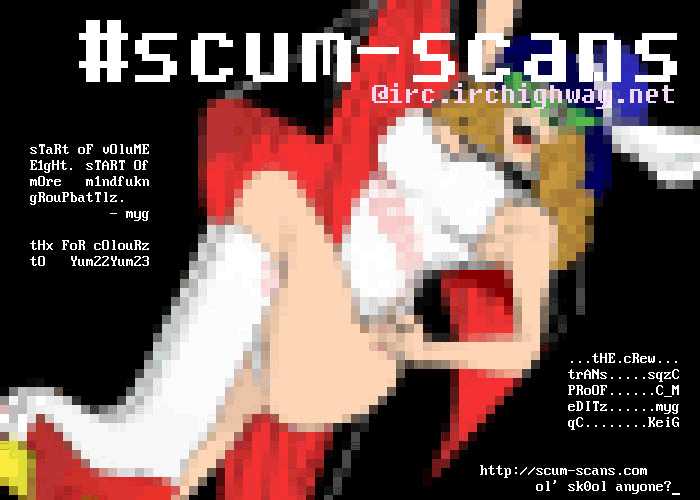 #scum-scans
@irc.irchighway.net
sTaRt oF vOluME
E1gHt. sTART Of
mOre m1ndfukn
gRouPbatTlz.
- myg
tHx FoR cOlouRz
tO Yum22Yum23
...tHE.cRew...
trANs.....sqzC
PRoOF......C_M
eDITz......myg
qC........KeiG
http://scum-scans.com
ol' sk0ol anyone?_